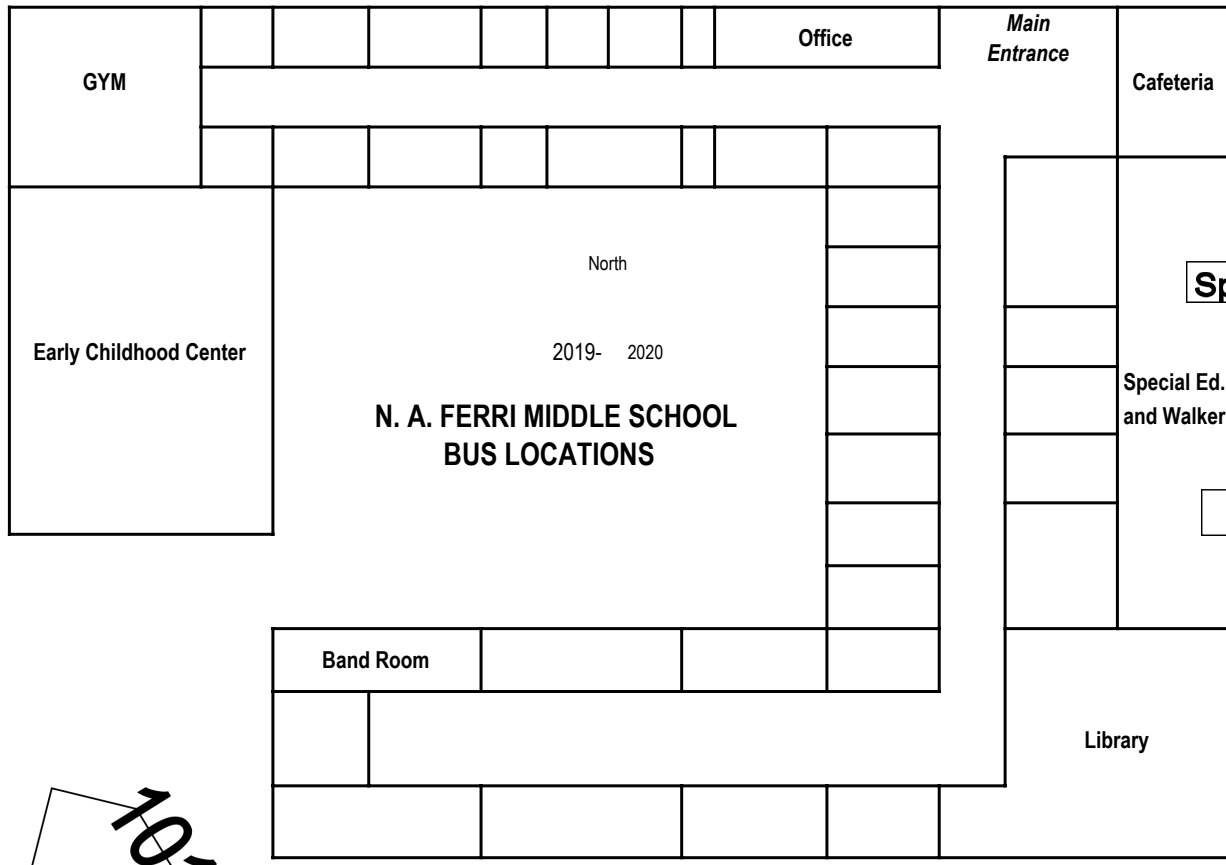 Office
Main
Entrance
GYM
Cafeteria
North
Early Childhood Center
2019- 2020
Special Ed.
and Walker
N. A. FERRI MIDDLE SCHOOL
BUS LOCATIONS
Band Room
Library